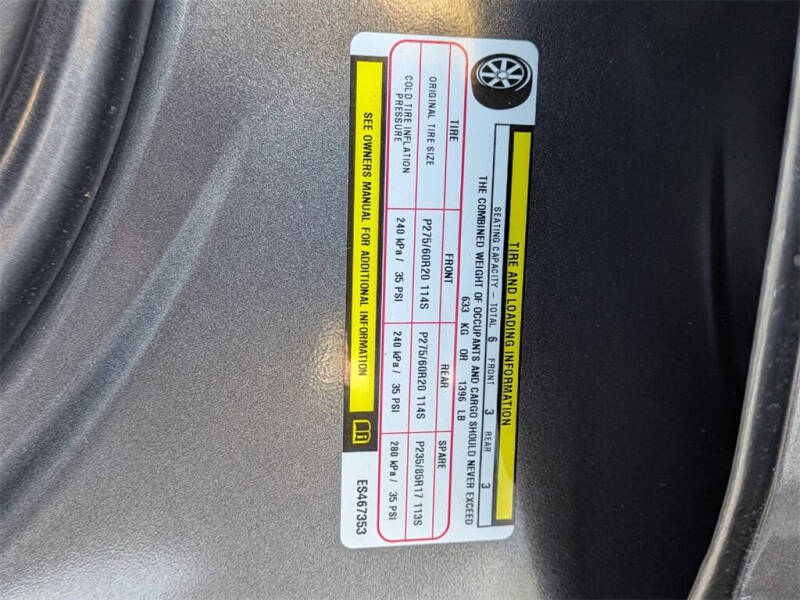 TIRE AND LOADING INFORMATION
SEATING CAPACITY - TOTAL 6 FRONT 3 REAR 3
THE COMBINED WEIGHT OF OCCUPANTS AND CARGO SHOULD NEVER EXCEED
633 KG OR 1396 LB
TIRE FRONT REAR SPARE
ORIGINAL TIRE SIZE P275/60R20 114S P275/60R20 114S P235/85R17 113S
COLD TIRE INFLATION PRESSURE 240 kPa / 35 PSI 240 kPa / 35 PSI 280 kPa / 35 PSI
SEE OWNERS MANUAL FOR ADDITIONAL INFORMATION i
ES467353